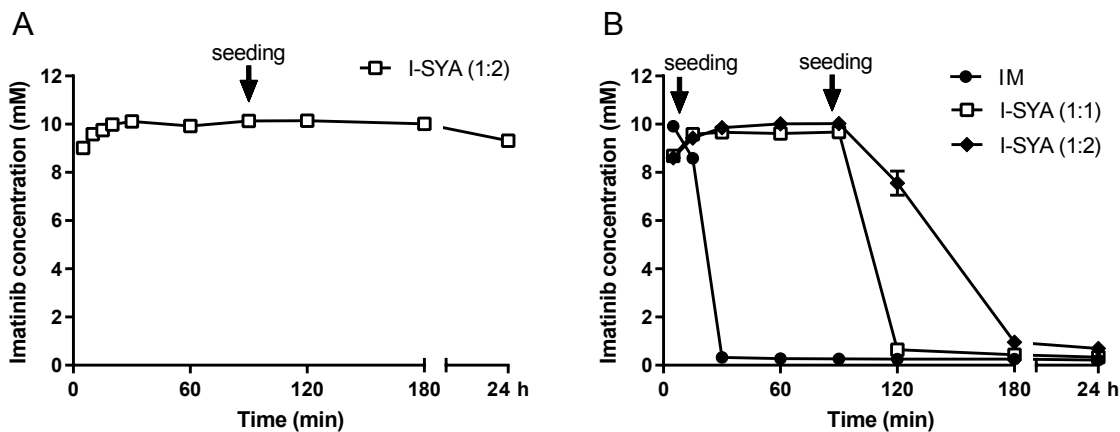 A
seeding
I-SYA (1:2)
Imatinib concentration (mM)
12
10
8
6
4
2
0
0
60
120
180
24 h
Time (min)
B
seeding
seeding
IM
I-SYA (1:1)
I-SYA (1:2)
Imatinib concentration (mM)
12
10
8
6
4
2
0
0
60
120
180
24 h
Time (min)